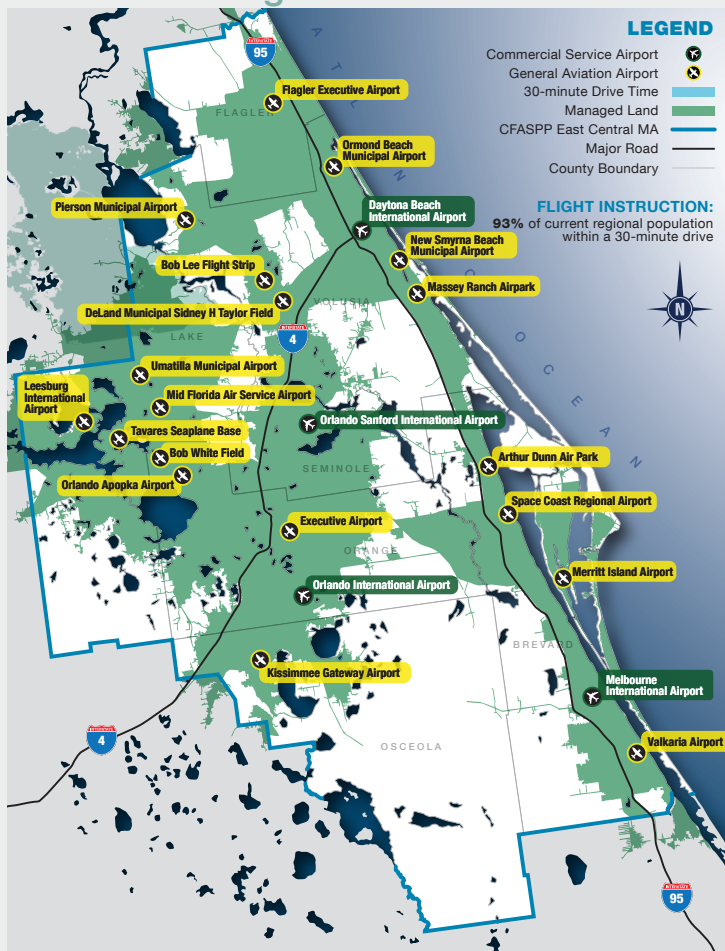 g
LEGEND
Commercial Service Airport
General Aviation Airport
30-minute Drive Time
Managed Land
CFASPP East Central MA
Major Road
County Boundary
FLIGHT INSTRUCTION:
93% of current regional population
within a 30-minute drive
N
ATLANTIC OCEAN
INTERSTATE
95
Flagler Executive Airport
FLAGLER
Ormond Beach
Municipal Airport
Pierson Municipal Airport
Daytona Beach
International Airport
New Smyrna Beach
Municipal Airport
Bob Lee Flight Strip
Massey Ranch Airpark
DeLand Municipal Sidney H Taylor Field
VOLUSIA
LAKE
INTERSTATE
4
Umatilla Municipal Airport
Leesburg
International
Airport
Mid Florida Air Service Airport
Orlando Sanford International Airport
Tavares Seaplane Base
Bob White Field
Arthur Dunn Air Park
SEMINOLE
Orlando Apopka Airport
Space Coast Regional Airport
Executive Airport
ORANGE
Merritt Island Airport
Orlando International Airport
BREVARD
Kissimmee Gateway Airport
Melbourne
International Airport
INTERSTATE
4
OSCEOLA
Valkaria Airport
INTERSTATE
95